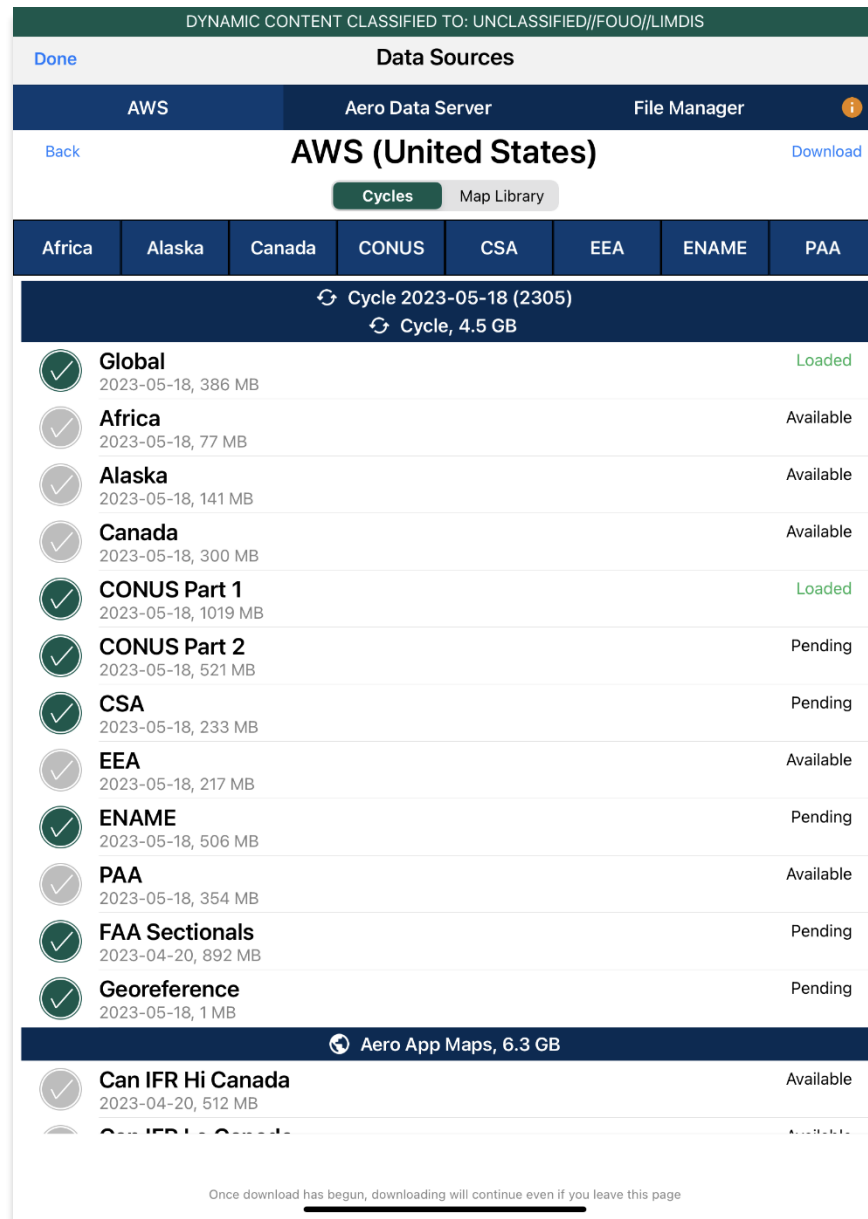 DYNAMIC CONTENT CLASSIFIED TO: UNCLASSIFIED//FOUO//LIMDIS
Done Data Sources
AWS Aero Data Server File Manager i
Back AWS (United States) Download
Cycles Map Library
Africa Alaska Canada CONUS CSA EEA ENAME PAA
Cycle 2023-05-18 (2305)
Cycle, 4.5 GB
Global Loaded
2023-05-18, 386 MB
Africa Available
2023-05-18, 77 MB
Alaska Available
2023-05-18, 141 MB
Canada Available
2023-05-18, 300 MB
CONUS Part 1 Loaded
2023-05-18, 1019 MB
CONUS Part 2 Pending
2023-05-18, 521 MB
CSA Pending
2023-05-18, 233 MB
EEA Available
2023-05-18, 217 MB
ENAME Pending
2023-05-18, 506 MB
PAA Available
2023-05-18, 354 MB
FAA Sectionals Pending
2023-04-20, 892 MB
Georeference Pending
2023-05-18, 1 MB
Aero App Maps, 6.3 GB
Can IFR Hi Canada Available
2023-04-20, 512 MB
Once download has begun, downloading will continue even if you leave this page